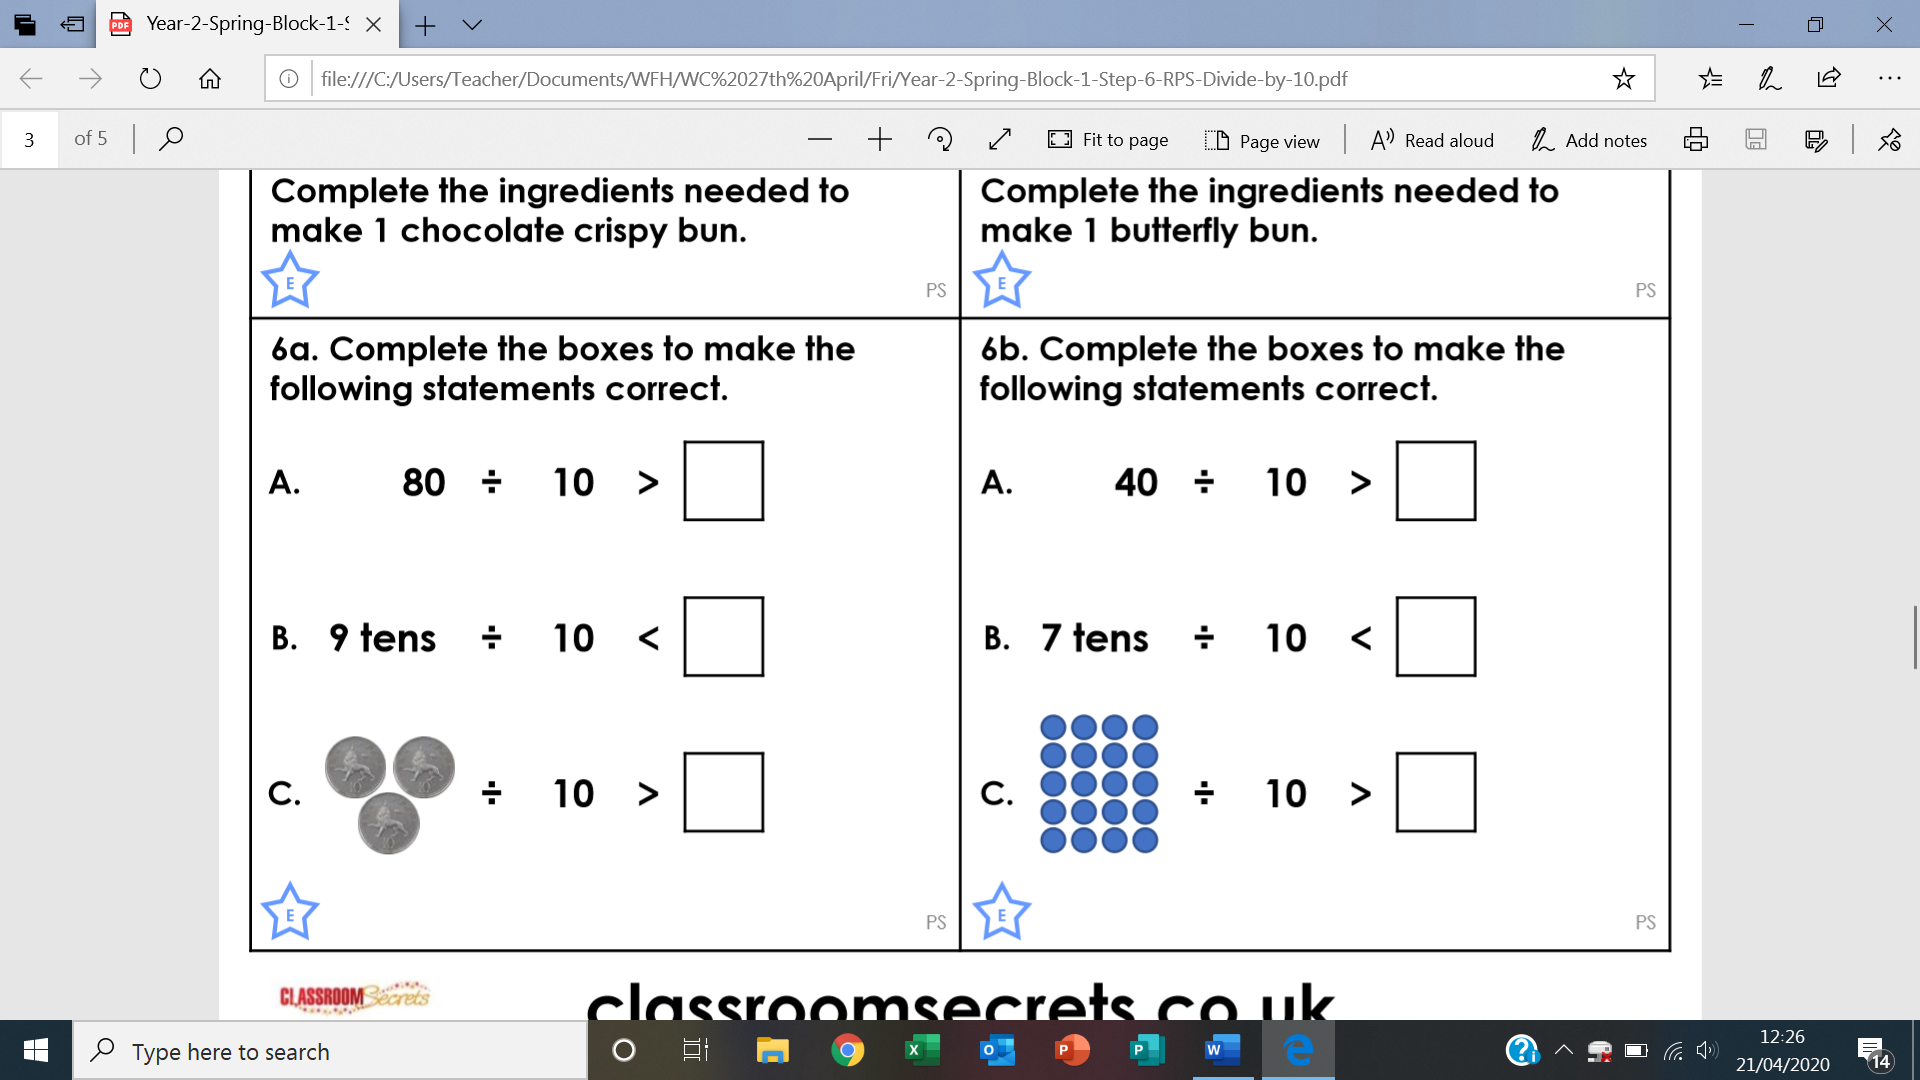 Year-2-Spring-Block-1-S
file:///C:/Users/Teacher/Documents/WFH/WC%2027th%20April/Fri/Year-2-Spring-Block-1-Step-6-RPS-Divide-by-10.pdf
3 of 5 Fit to page Page view Read aloud Add notes
Complete the ingredients needed to
make 1 chocolate crispy bun.
E PS
Complete the ingredients needed to
make 1 butterfly bun.
E PS
6a. Complete the boxes to make the
following statements correct.
A. 80 ÷ 10 >
B. 9 tens ÷ 10 <
C. 10 10 10 ÷ 10 >
E PS
6b. Complete the boxes to make the
following statements correct.
A. 40 ÷ 10 >
B. 7 tens ÷ 10 <
C. ÷ 10 >
E PS
CLASSROOM Secrets
classroomsecrets.co.uk
Type here to search
12:26
21/04/2020
14